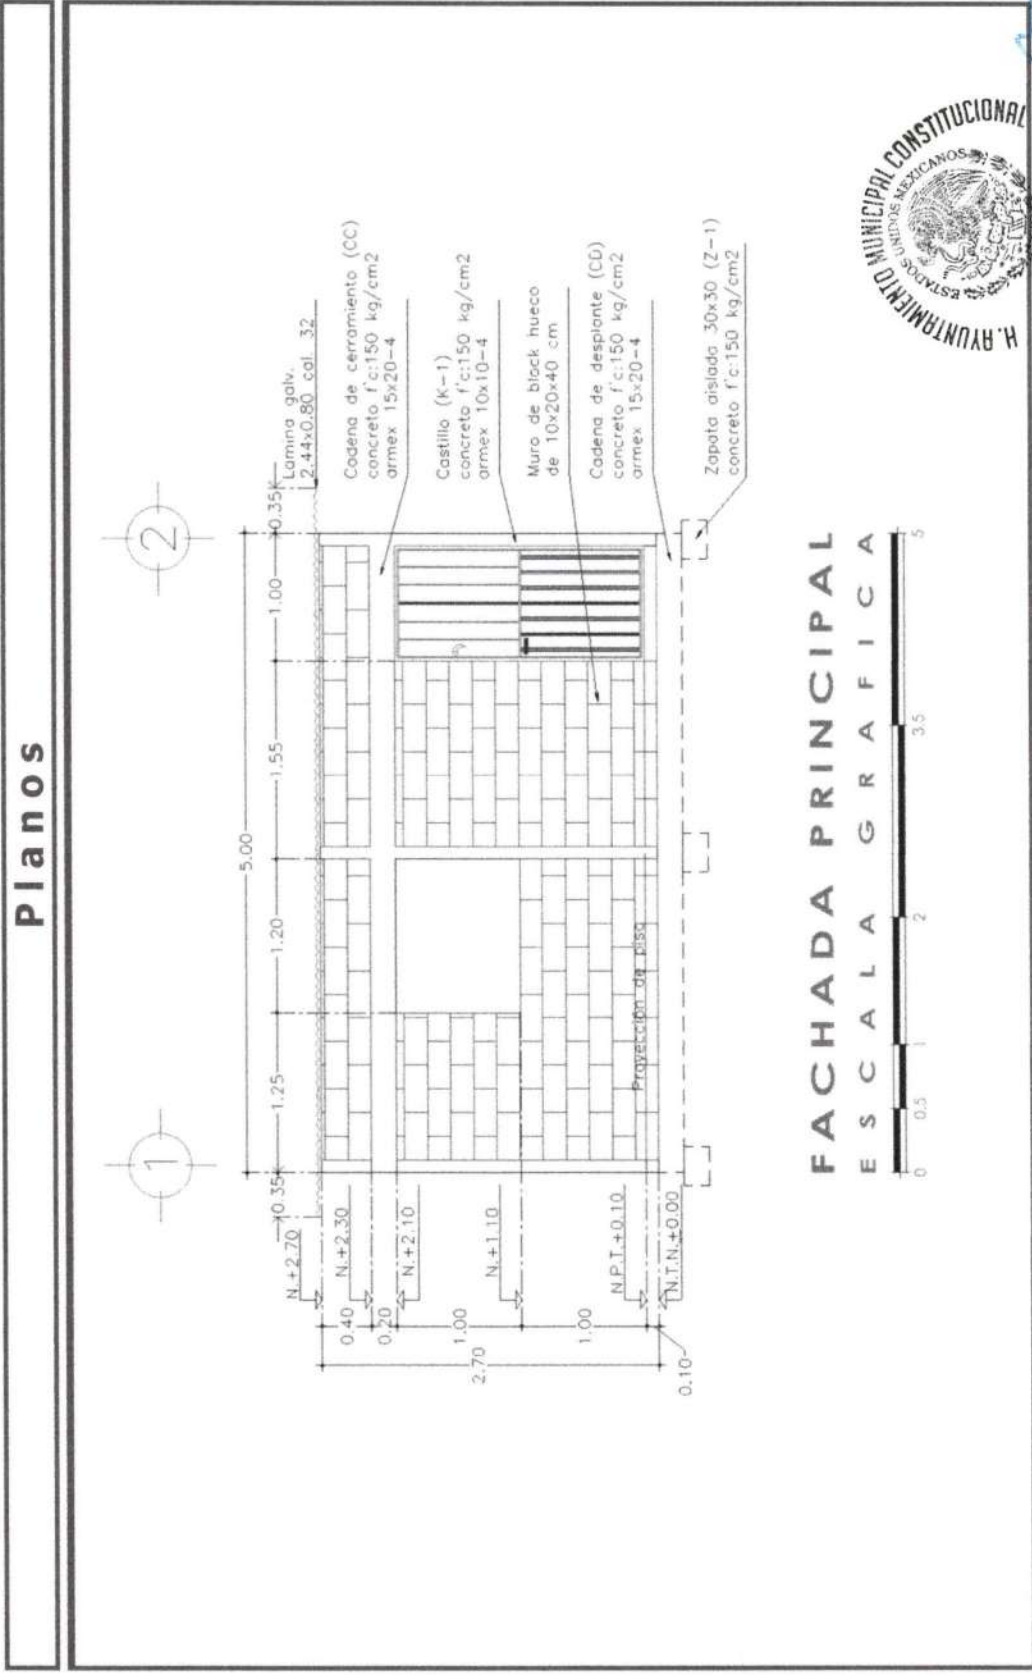 Planos
1
2
5.00
0.35
1.25
1.20
1.55
1.00
0.35
Lamina galv.
2.44x0.80 cal. 32
Cadena de cerramiento (CC)
concreto f'c:150 kg/cm2
armex 15x20-4
Castillo (K-1)
concreto f'c:150 kg/cm2
armex 10x10-4
Muro de block hueco
de 10x20x40 cm
Cadena de desplante (CD)
concreto f'c:150 kg/cm2
armex 15x20-4
Zapata aislada 30x30 (Z-1)
concreto f'c:150 kg/cm2
N.+2.70
N.+2.30
N.+2.10
N.+1.10
N.P.T.+0.10
N.T.N.+0.00
0.40
0.20
1.00
1.00
2.70
0.10
Proyección de piso
FACHADA PRINCIPAL
ESCALA GRAFICA
0 0.5 1 2 3.5 5
H. AYUNTAMIENTO MUNICIPAL CONSTITUCIONAL
ESTADOS UNIDOS MEXICANOS